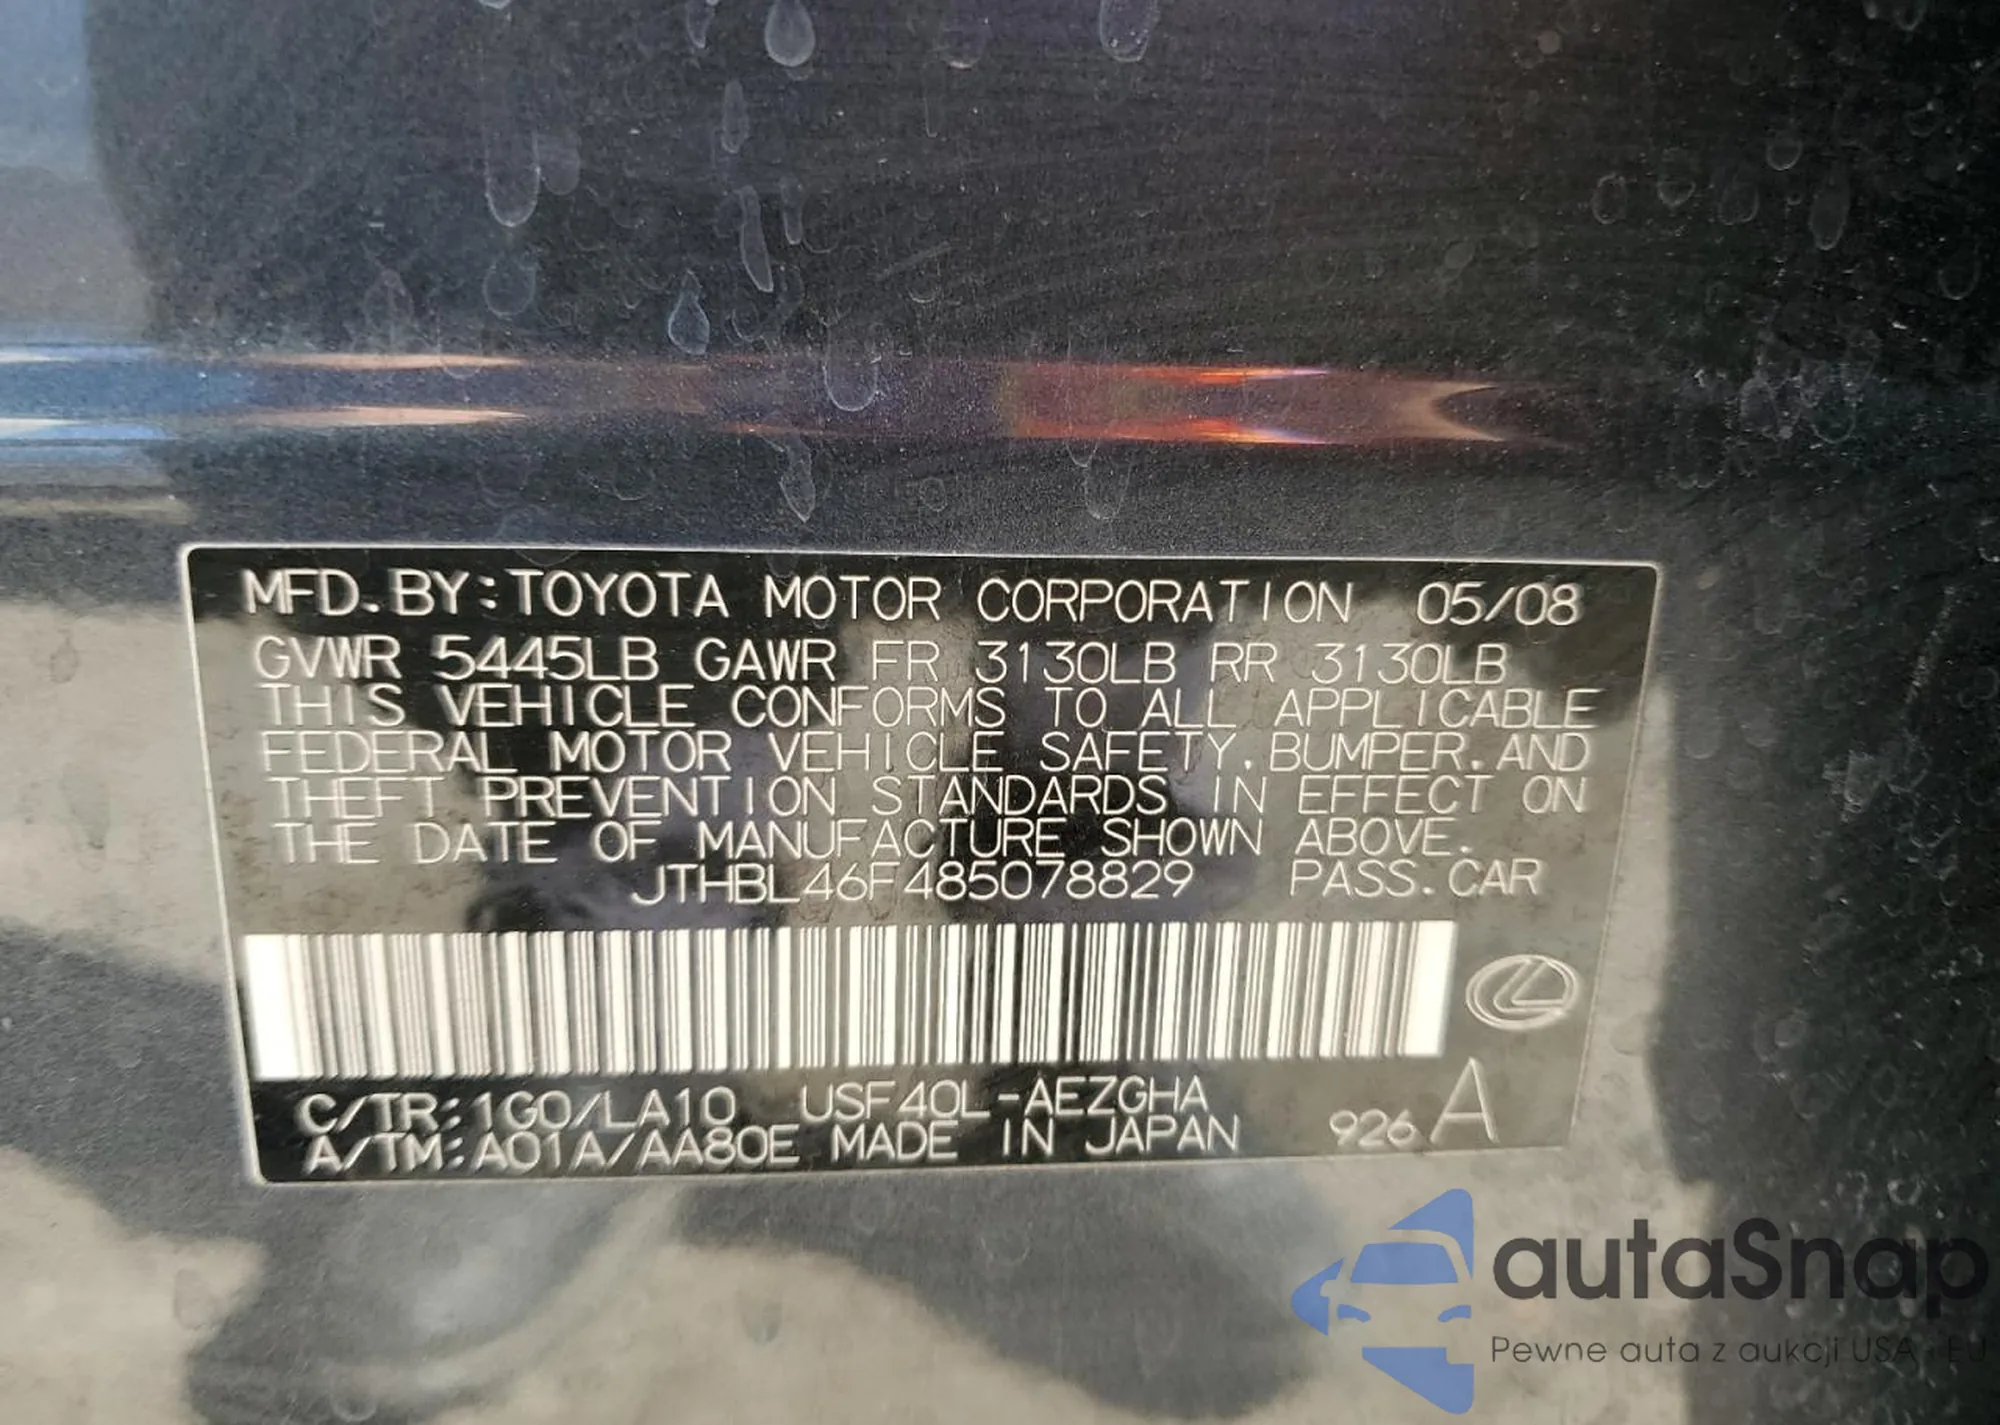 MFD. BY: TOYOTA MOTOR CORPORATION 05/08
GVWR 5445LB GAWR FR 3130LB RR 3130LB
THIS VEHICLE CONFORMS TO ALL APPLICABLE
FEDERAL MOTOR VEHICLE SAFETY, BUMPER, AND
THEFT PREVENTION STANDARDS IN EFFECT ON
THE DATE OF MANUFACTURE SHOWN ABOVE.
JTHBL46F485078829 PASS. CAR
C/TR: 1G0/LA10 USF40L-AEZGHA
A/TM: A01A/AA80E MADE IN JAPAN 926 A
autaSnap
Pewne auta z aukcji USA i EU